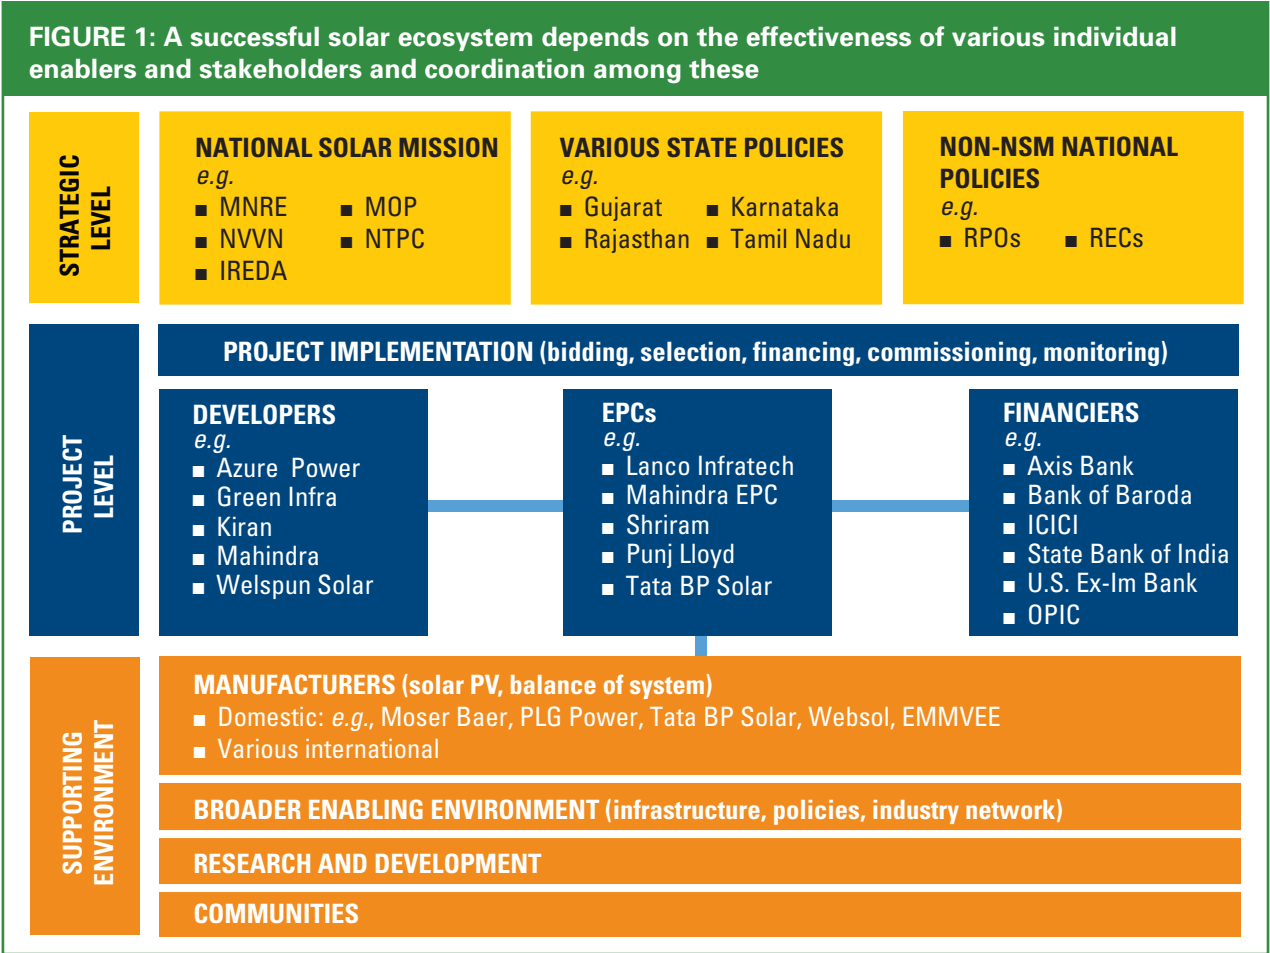 FIGURE 1: A successful solar ecosystem depends on the effectiveness of various individual
enablers and stakeholders and coordination among these
STRATEGIC
LEVEL
NATIONAL SOLAR MISSION
e.g.
■ MNRE ■ MOP
■ NVVN ■ NTPC
■ IREDA
VARIOUS STATE POLICIES
e.g.
■ Gujarat ■ Karnataka
■ Rajasthan ■ Tamil Nadu
NON-NSM NATIONAL
POLICIES
e.g.
■ RPOs ■ RECs
PROJECT
LEVEL
PROJECT IMPLEMENTATION (bidding, selection, financing, commissioning, monitoring)
DEVELOPERS
e.g.
■ Azure Power
■ Green Infra
■ Kiran
■ Mahindra
■ Welspun Solar
EPCs
e.g.
■ Lanco Infratech
■ Mahindra EPC
■ Shriram
■ Punj Lloyd
■ Tata BP Solar
FINANCIERS
e.g.
■ Axis Bank
■ Bank of Baroda
■ ICICI
■ State Bank of India
■ U.S. Ex-Im Bank
■ OPIC
SUPPORTING
ENVIRONMENT
MANUFACTURERS (solar PV, balance of system)
■ Domestic: e.g., Moser Baer, PLG Power, Tata BP Solar, Websol, EMMVEE
■ Various international
BROADER ENABLING ENVIRONMENT (infrastructure, policies, industry network)
RESEARCH AND DEVELOPMENT
COMMUNITIES